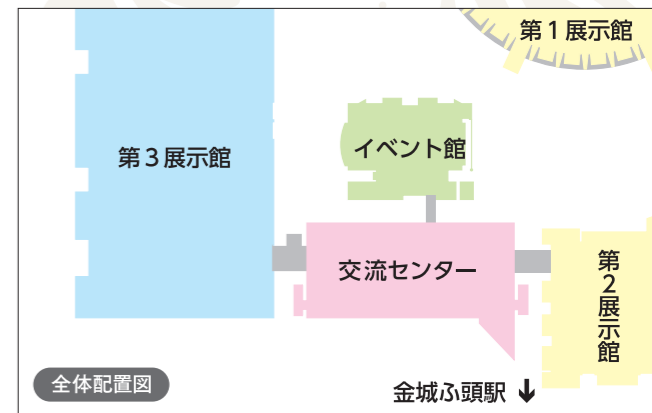 第1展示館
イベント館
第3展示館
交流センター
第2展示館
全体配置図
金城ふ頭駅 ↓